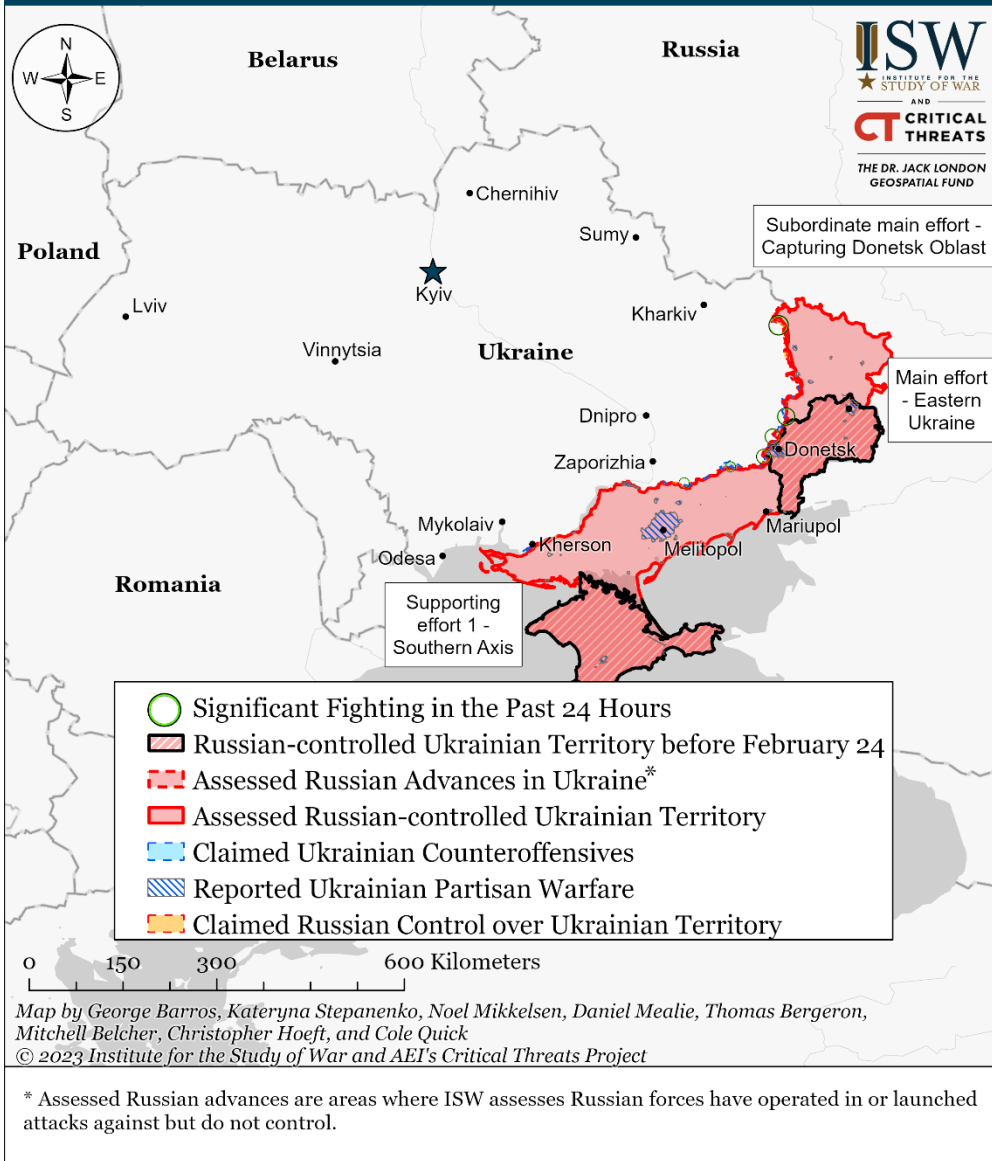 N
W
E
S
Belarus
Russia
ISW
INSTITUTE FOR THE
STUDY OF WAR
AND
CT CRITICAL
THREATS
THE DR. JACK LONDON
GEOSPATIAL FUND
Chernihiv
Sumy
Subordinate main effort -
Capturing Donetsk Oblast
Poland
Kyiv
Lviv
Kharkiv
Vinnytsia
Ukraine
Main effort
- Eastern
Ukraine
Dnipro
Donetsk
Zaporizhia
Mykolaiv
Mariupol
Kherson
Melitopol
Odesa
Romania
Supporting
effort 1 -
Southern Axis
Significant Fighting in the Past 24 Hours
Russian-controlled Ukrainian Territory before February 24
Assessed Russian Advances in Ukraine*
Assessed Russian-controlled Ukrainian Territory
Claimed Ukrainian Counteroffensives
Reported Ukrainian Partisan Warfare
Claimed Russian Control over Ukrainian Territory
0 150 300 600 Kilometers
Map by George Barros, Kateryna Stepanenko, Noel Mikkelsen, Daniel Mealie, Thomas Bergeron,
Mitchell Belcher, Christopher Hoeft, and Cole Quick
© 2023 Institute for the Study of War and AEI's Critical Threats Project
* Assessed Russian advances are areas where ISW assesses Russian forces have operated in or launched
attacks against but do not control.